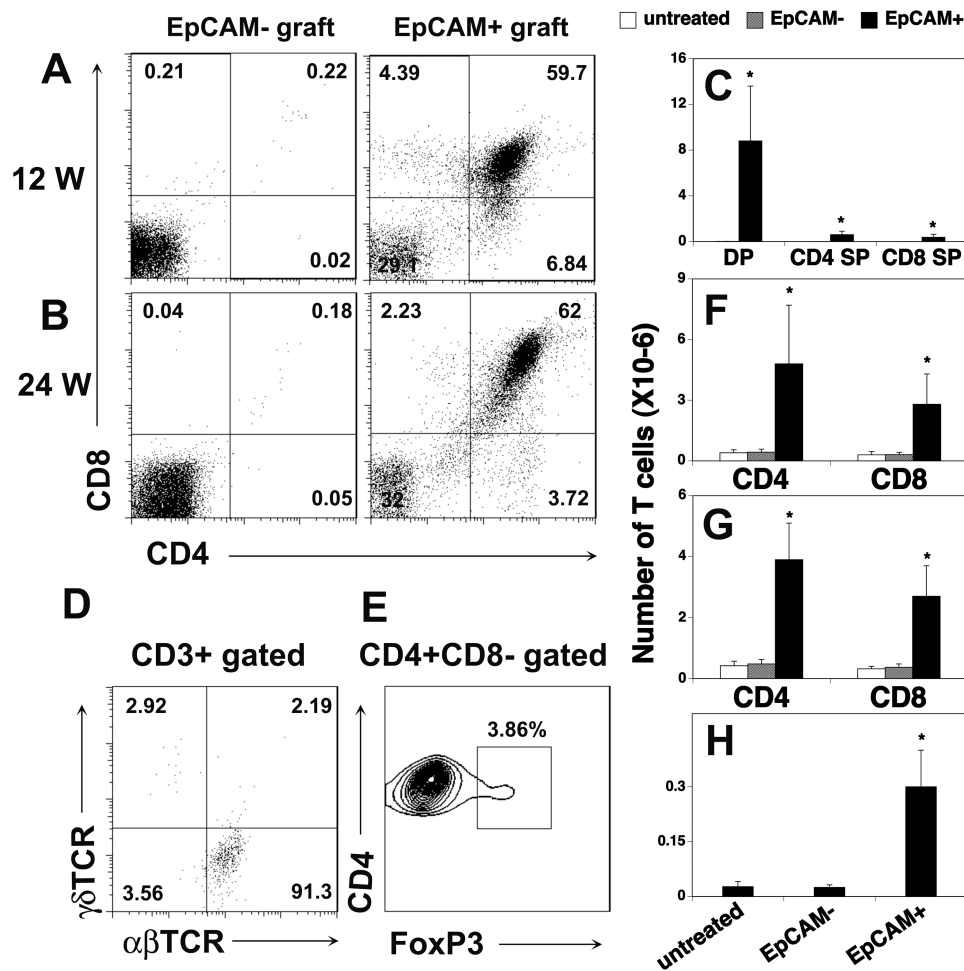 EpCAM- graft EpCAM+ graft
untreated EpCAM- EpCAM+
A
12 W
0.21 0.22
0.02
4.39 59.7
29.1 6.84
B
24 W
0.04 0.18
0.05
2.23 62
32 3.72
CD8
CD4
C
16
12
8
4
0
* * *
DP CD4 SP CD8 SP
Number of T cells (X10-6)
F
9
6
3
0
* *
CD4 CD8
G
6
4
2
0
* *
CD4 CD8
D
CD3+ gated
2.92 2.19
3.56 91.3
γδTCR
αβTCR
E
CD4+CD8- gated
3.86%
CD4
FoxP3
H
0.3
0.15
0
*
untreated EpCAM- EpCAM+